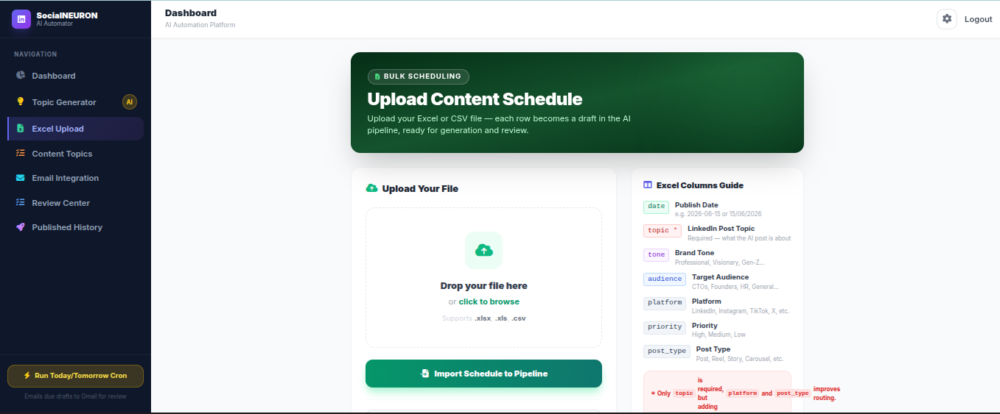 SocialNEURON
AI Automator
NAVIGATION
Dashboard
Topic Generator
AI
Excel Upload
Content Topics
Email Integration
Review Center
Published History
Run Today/Tomorrow Cron
Emails due drafts to Gmail for review
Dashboard
AI Automation Platform
Logout
BULK SCHEDULING
Upload Content Schedule
Upload your Excel or CSV file — each row becomes a draft in the AI
pipeline, ready for generation and review.
Upload Your File
Drop your file here
or click to browse
Supports .xlsx, .xls, .csv
Import Schedule to Pipeline
Excel Columns Guide
date
Publish Date
e.g. 2026-06-15 or 15/06/2026
topic *
LinkedIn Post Topic
Required — what the AI post is about
tone
Brand Tone
Professional, Visionary, Gen-Z...
audience
Target Audience
CTOs, Founders, HR, General...
platform
Platform
LinkedIn, Instagram, TikTok, X, etc.
priority
Priority
High, Medium, Low
post_type
Post Type
Post, Reel, Story, Carousel, etc.
* Only topic
is
required,
but
adding
platform and post_type
improves
routing.